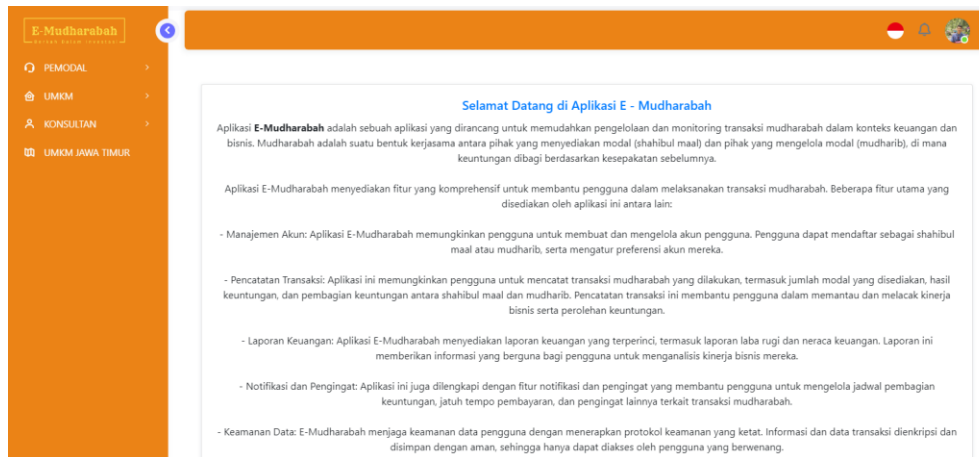 E-Mudharabah
PEMODAL
UMKM
KONSULTAN
UMKM JAWA TIMUR
Selamat Datang di Aplikasi E - Mudharabah
Aplikasi E-Mudharabah adalah sebuah aplikasi yang dirancang untuk memudahkan pengelolaan dan monitoring transaksi mudharabah dalam konteks keuangan dan
bisnis. Mudharabah adalah suatu bentuk kerjasama antara pihak yang menyediakan modal (shahibul maal) dan pihak yang mengelola modal (mudharib), di mana
keuntungan dibagi berdasarkan kesepakatan sebelumnya.
Aplikasi E-Mudharabah menyediakan fitur yang komprehensif untuk membantu pengguna dalam melaksanakan transaksi mudharabah. Beberapa fitur utama yang
disediakan oleh aplikasi ini antara lain:
- Manajemen Akun: Aplikasi E-Mudharabah memungkinkan pengguna untuk membuat dan mengelola akun pengguna. Pengguna dapat mendaftar sebagai shahibul
maal atau mudharib, serta mengatur preferensi akun mereka.
- Pencatatan Transaksi: Aplikasi ini memungkinkan pengguna untuk mencatat transaksi mudharabah yang dilakukan, termasuk jumlah modal yang disediakan, hasil
keuntungan, dan pembagian keuntungan antara shahibul maal dan mudharib. Pencatatan transaksi ini membantu pengguna dalam memantau dan melacak kinerja
bisnis serta perolehan keuntungan.
- Laporan Keuangan: Aplikasi E-Mudharabah menyediakan laporan keuangan yang terperinci, termasuk laporan laba rugi dan neraca keuangan. Laporan ini
memberikan informasi yang berguna bagi pengguna untuk menganalisis kinerja bisnis mereka.
- Notifikasi dan Pengingat: Aplikasi ini juga dilengkapi dengan fitur notifikasi dan pengingat yang membantu pengguna untuk mengelola jadwal pembagian
keuntungan, jatuh tempo pembayaran, dan pengingat lainnya terkait transaksi mudharabah.
- Keamanan Data: E-Mudharabah menjaga keamanan data pengguna dengan menerapkan protokol keamanan yang ketat. Informasi dan data transaksi dienkripsi dan
disimpan dengan aman, sehingga hanya dapat diakses oleh pengguna yang berwenang.